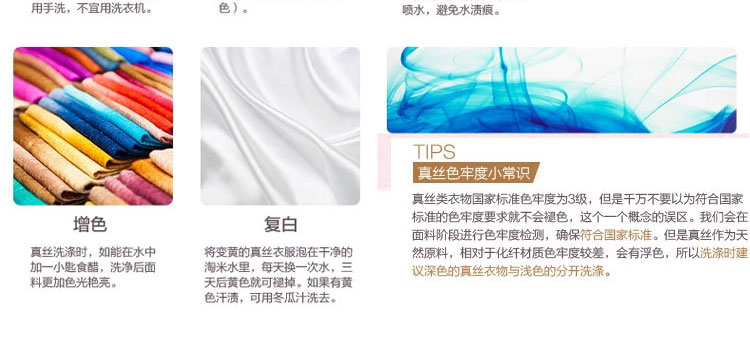 用手洗，不宜用洗衣机。
色）。
喷水，避免水渍痕。
增色
真丝洗涤时，如能在水中
加一小匙食醋，洗净后面
料更加色光艳亮。
复白
将变黄的真丝衣服泡在干净的
淘米水里，每天换一次水，三
天后黄色就可褪掉。如果有黄
色汗渍，可用冬瓜汁洗去。
TIPS
真丝色牢度小常识
真丝类衣物国家标准色牢度为3级，但是千万不要以为符合国家
标准的色牢度要求就不会褪色，这个一个概念的误区。我们会在
面料阶段进行色牢度检测，确保符合国家标准。但是真丝作为天
然原料，相对于化纤材质色牢度较差，会有浮色，所以洗涤时建
议深色的真丝衣物与浅色的分开洗涤。